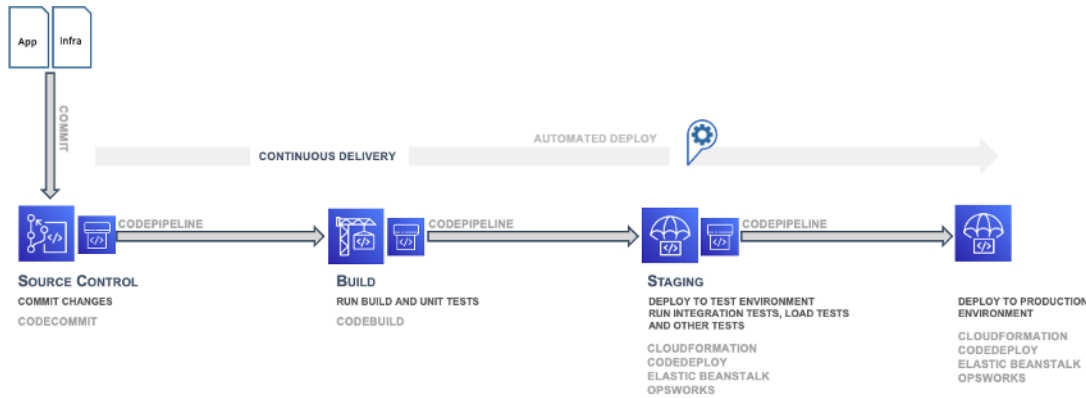 App
Infra
COMMIT
AUTOMATED DEPLOY
CONTINUOUS DELIVERY
CODEPIPELINE
CODEPIPELINE
CODEPIPELINE
SOURCE CONTROL
COMMIT CHANGES
CODECOMMIT
BUILD
RUN BUILD AND UNIT TESTS
CODEBUILD
STAGING
DEPLOY TO TEST ENVIRONMENT
RUN INTEGRATION TESTS, LOAD TESTS
AND OTHER TESTS
CLOUDFORMATION
CODEDEPLOY
ELASTIC BEANSTALK
OPSWORKS
DEPLOY TO PRODUCTION
ENVIRONMENT
CLOUDFORMATION
CODEDEPLOY
ELASTIC BEANSTALK
OPSWORKS